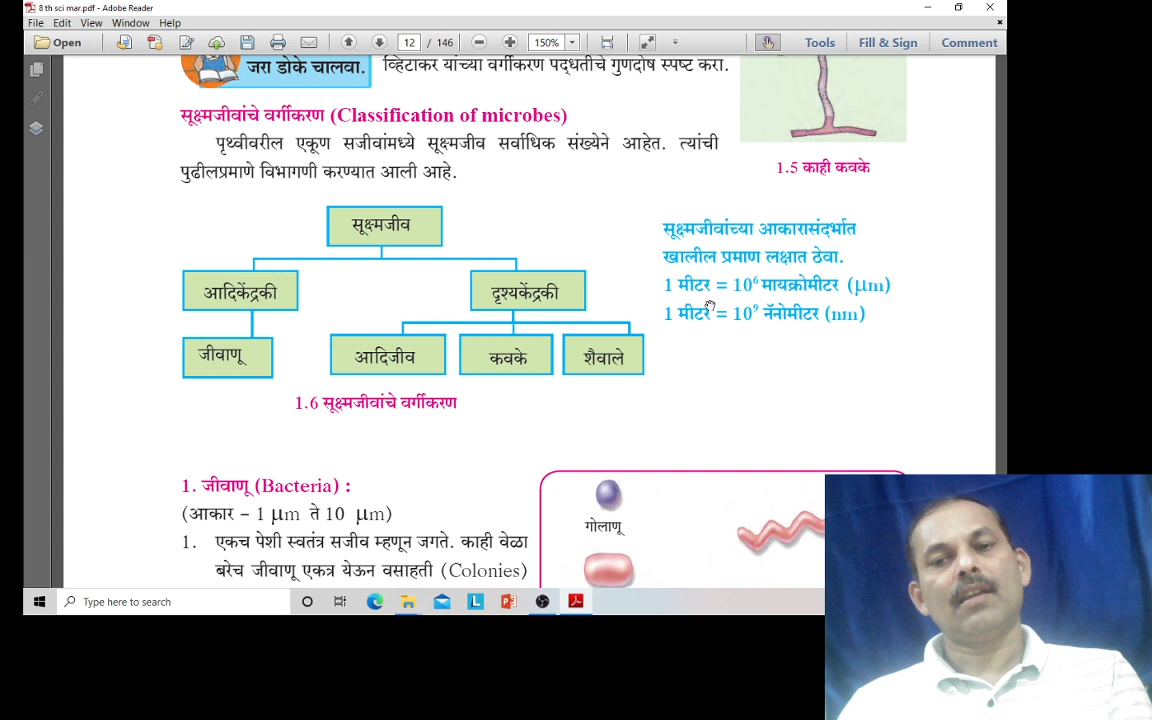 8 th sci mar.pdf - Adobe Reader
File Edit View Window Help
Open 12 / 146 150% Tools Fill & Sign Comment
जरा डोके चालवा. व्हिटाकर यांच्या वर्गीकरण पद्धतीचे गुणदोष स्पष्ट करा.
सूक्ष्मजीवांचे वर्गीकरण (Classification of microbes)
पृथ्वीवरील एकूण सजीवांमध्ये सूक्ष्मजीव सर्वाधिक संख्येने आहेत. त्यांची
पुढीलप्रमाणे विभागणी करण्यात आली आहे.
1.5 काही कवके
सूक्ष्मजीव
आदिकेंद्रकी दृश्यकेंद्रकी
जीवाणू आदिजीव कवके शैवाले
1.6 सूक्ष्मजीवांचे वर्गीकरण
सूक्ष्मजीवांच्या आकारासंदर्भात
खालील प्रमाण लक्षात ठेवा.
1 मीटर = 10⁶ मायक्रोमीटर (μm)
1 मीटर = 10⁹ नॅनोमीटर (nm)
1. जीवाणू (Bacteria) :
(आकार - 1 μm ते 10 μm)
1. एकच पेशी स्वतंत्र सजीव म्हणून जगते. काही वेळा
बरेच जीवाणू एकत्र येऊन वसाहती (Colonies)
गोलाणू
Type here to search